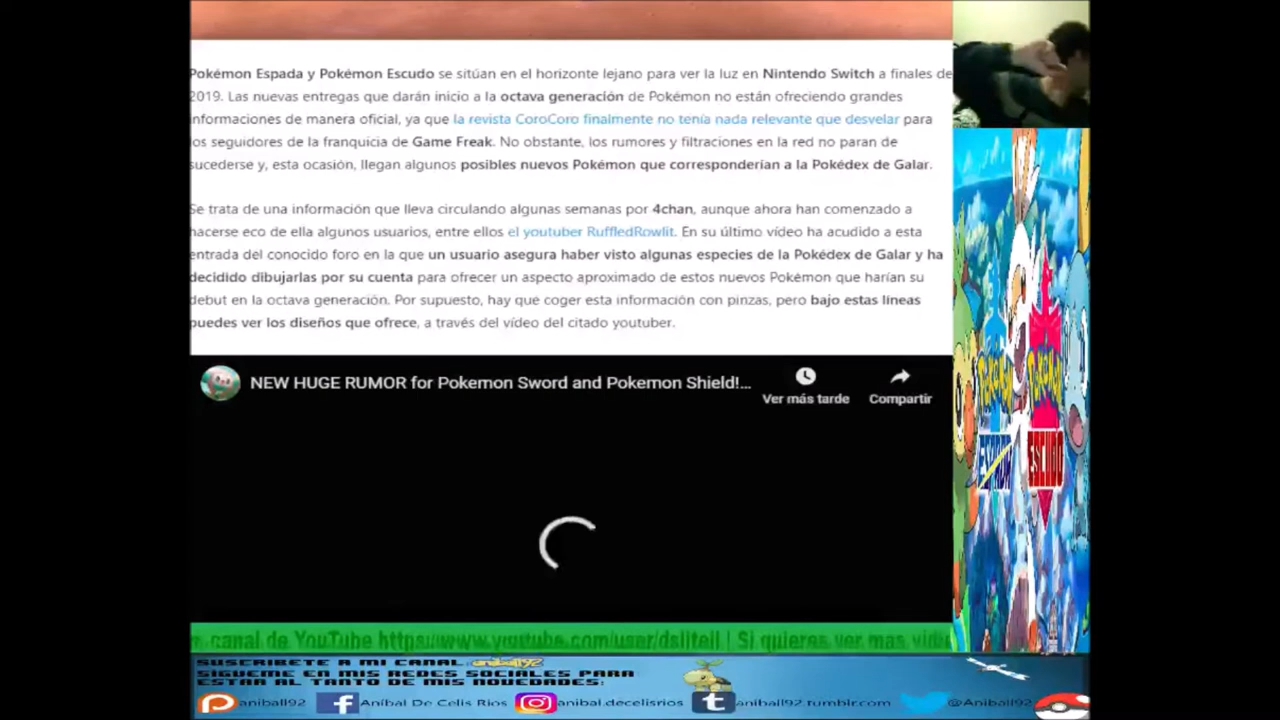 Pokémon Espada y Pokémon Escudo se sitúan en el horizonte lejano para ver la luz en Nintendo Switch a finales de
2019. Las nuevas entregas que darán inicio a la octava generación de Pokémon no están ofreciendo grandes
informaciones de manera oficial, ya que la revista CoroCoro finalmente no tenía nada relevante que desvelar para
los seguidores de la franquicia de Game Freak. No obstante, los rumores y filtraciones en la red no paran de
sucederse y, esta ocasión, llegan algunos posibles nuevos Pokémon que corresponderían a la Pokédex de Galar.
Se trata de una información que lleva circulando algunas semanas por 4chan, aunque ahora han comenzado a
hacerse eco de ella algunos usuarios, entre ellos el youtuber RuffledRowlit. En su último vídeo ha acudido a esta
entrada del conocido foro en la que un usuario asegura haber visto algunas especies de la Pokédex de Galar y ha
decidido dibujarlas por su cuenta para ofrecer un aspecto aproximado de estos nuevos Pokémon que harían su
debut en la octava generación. Por supuesto, hay que coger esta información con pinzas, pero bajo estas líneas
puedes ver los diseños que ofrece, a través del vídeo del citado youtuber.
NEW HUGE RUMOR for Pokemon Sword and Pokemon Shield!...
Ver más tarde
Compartir
POKéMON ESPADA
POKéMON ESCUDO
canal de YouTube https://www.youtube.com/user/dsljteil | Si quieres ver mas vid
SUSCRIBETE A MI CANAL: aniball92
SIGUEME EN MIS REDES SOCIALES PARA
ESTAR AL TANTO DE MIS NOVEDADES:
aniball92
Aníbal De Celis Rios
anibal.decelisrios
aniball92.tumblr.com
@Aniball92